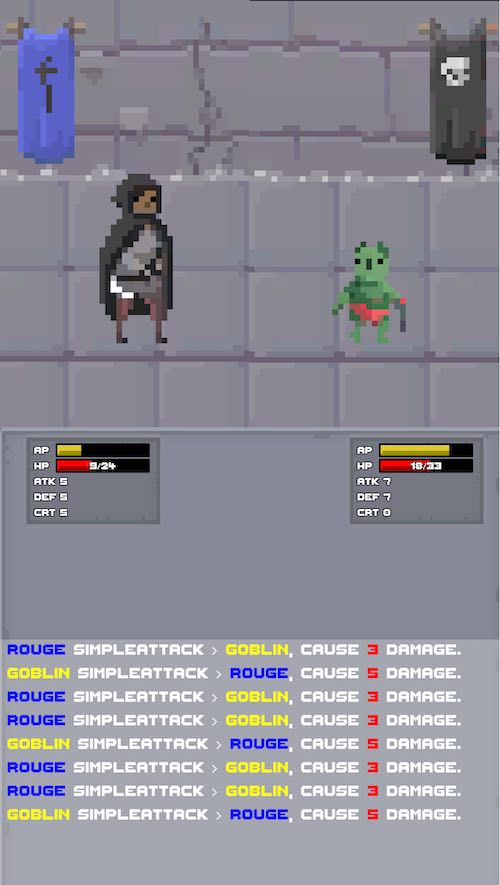 AP
HP 9/24
ATK 5
DEF 5
CRT 5
AP
HP 18/33
ATK 7
DEF 7
CRT 0
ROUGE SIMPLEATTACK > GOBLIN, CAUSE 3 DAMAGE.
GOBLIN SIMPLEATTACK > ROUGE, CAUSE 5 DAMAGE.
ROUGE SIMPLEATTACK > GOBLIN, CAUSE 3 DAMAGE.
ROUGE SIMPLEATTACK > GOBLIN, CAUSE 3 DAMAGE.
GOBLIN SIMPLEATTACK > ROUGE, CAUSE 5 DAMAGE.
ROUGE SIMPLEATTACK > GOBLIN, CAUSE 3 DAMAGE.
ROUGE SIMPLEATTACK > GOBLIN, CAUSE 3 DAMAGE.
GOBLIN SIMPLEATTACK > ROUGE, CAUSE 5 DAMAGE.